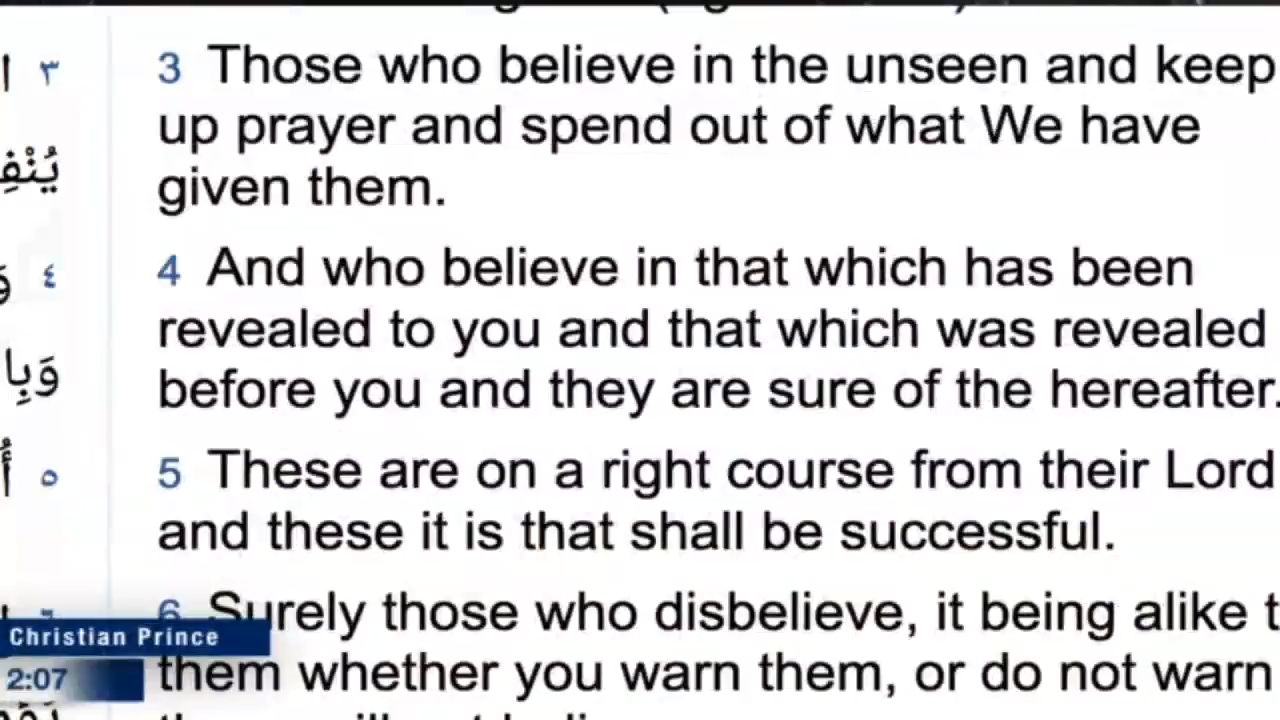 3 Those who believe in the unseen and keep
up prayer and spend out of what We have
given them.
4 And who believe in that which has been
revealed to you and that which was revealed
before you and they are sure of the hereafter.
5 These are on a right course from their Lord
and these it is that shall be successful.
6 Surely those who disbelieve, it being alike t
them whether you warn them, or do not warn
٣
٤
وَبِا
٥
Christian Prince
2:07